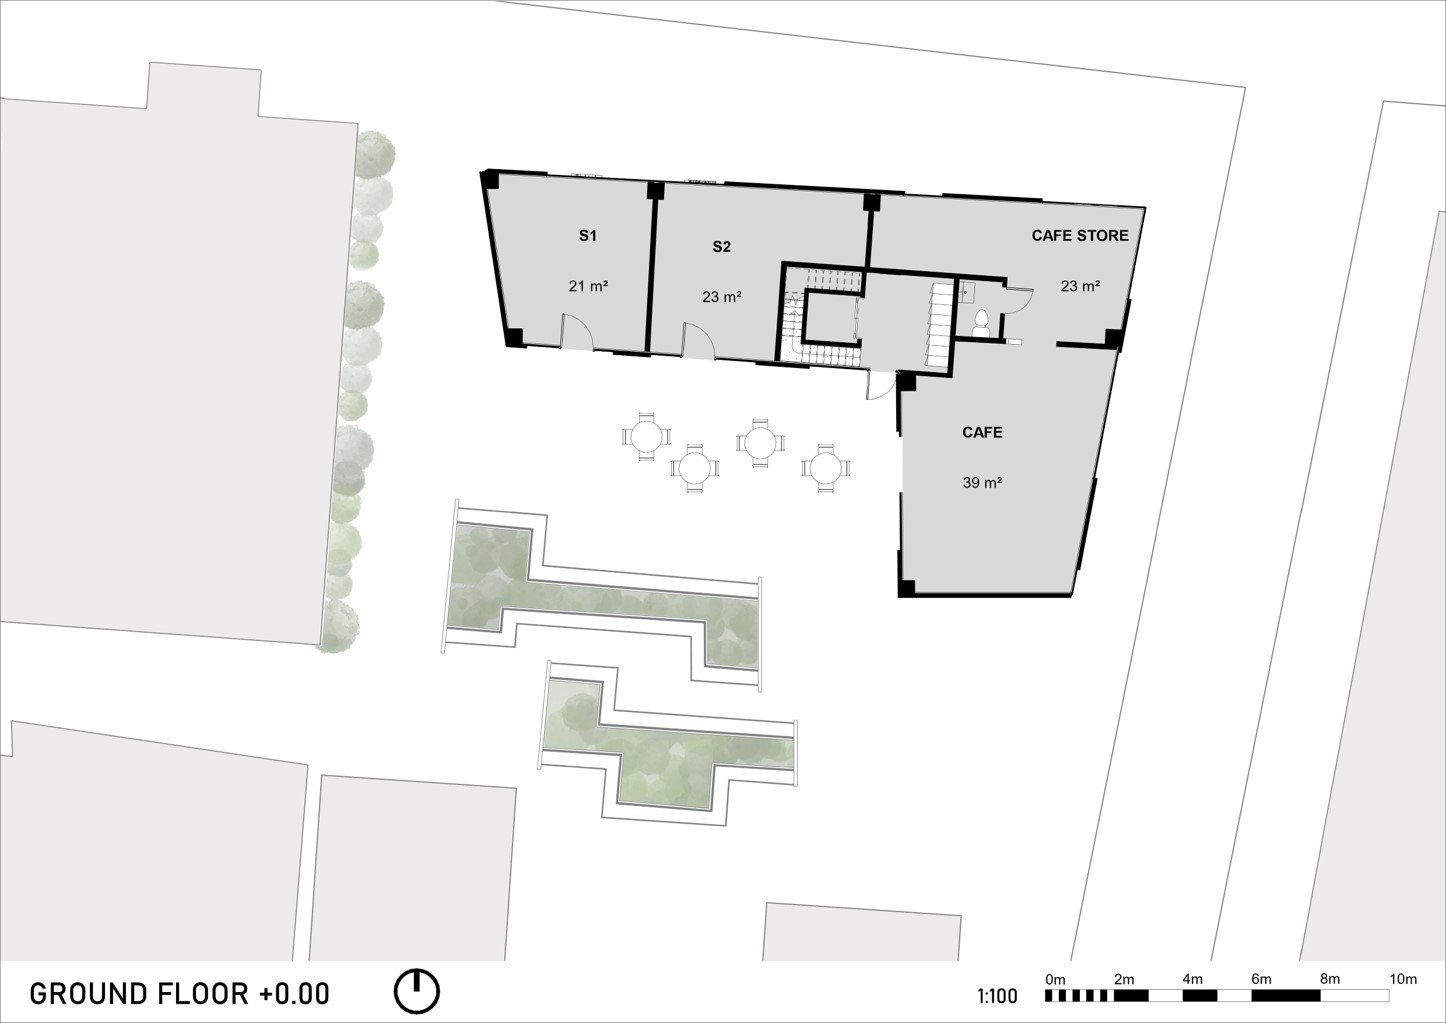 S1
21 m²
S2
23 m²
CAFE STORE
23 m²
CAFE
39 m²
GROUND FLOOR +0.00
1:100
0m 2m 4m 6m 8m 10m